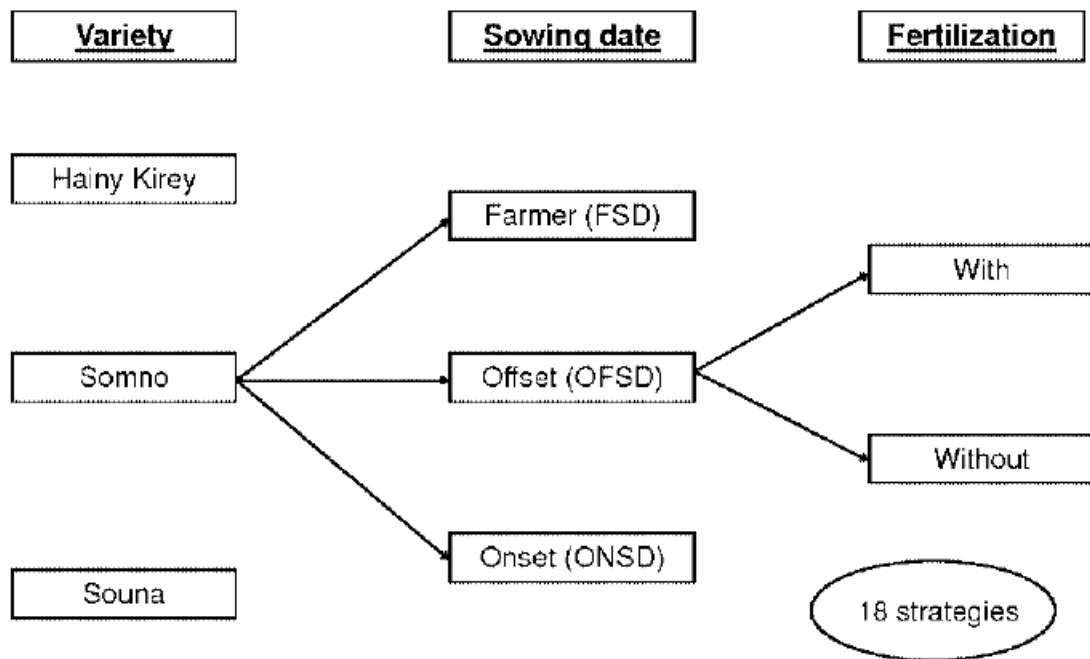 Variety
Sowing date
Fertilization
Hainy Kirey
Farmer (FSD)
With
Somno
Offset (OFSD)
Without
Onset (ONSD)
Souna
18 strategies